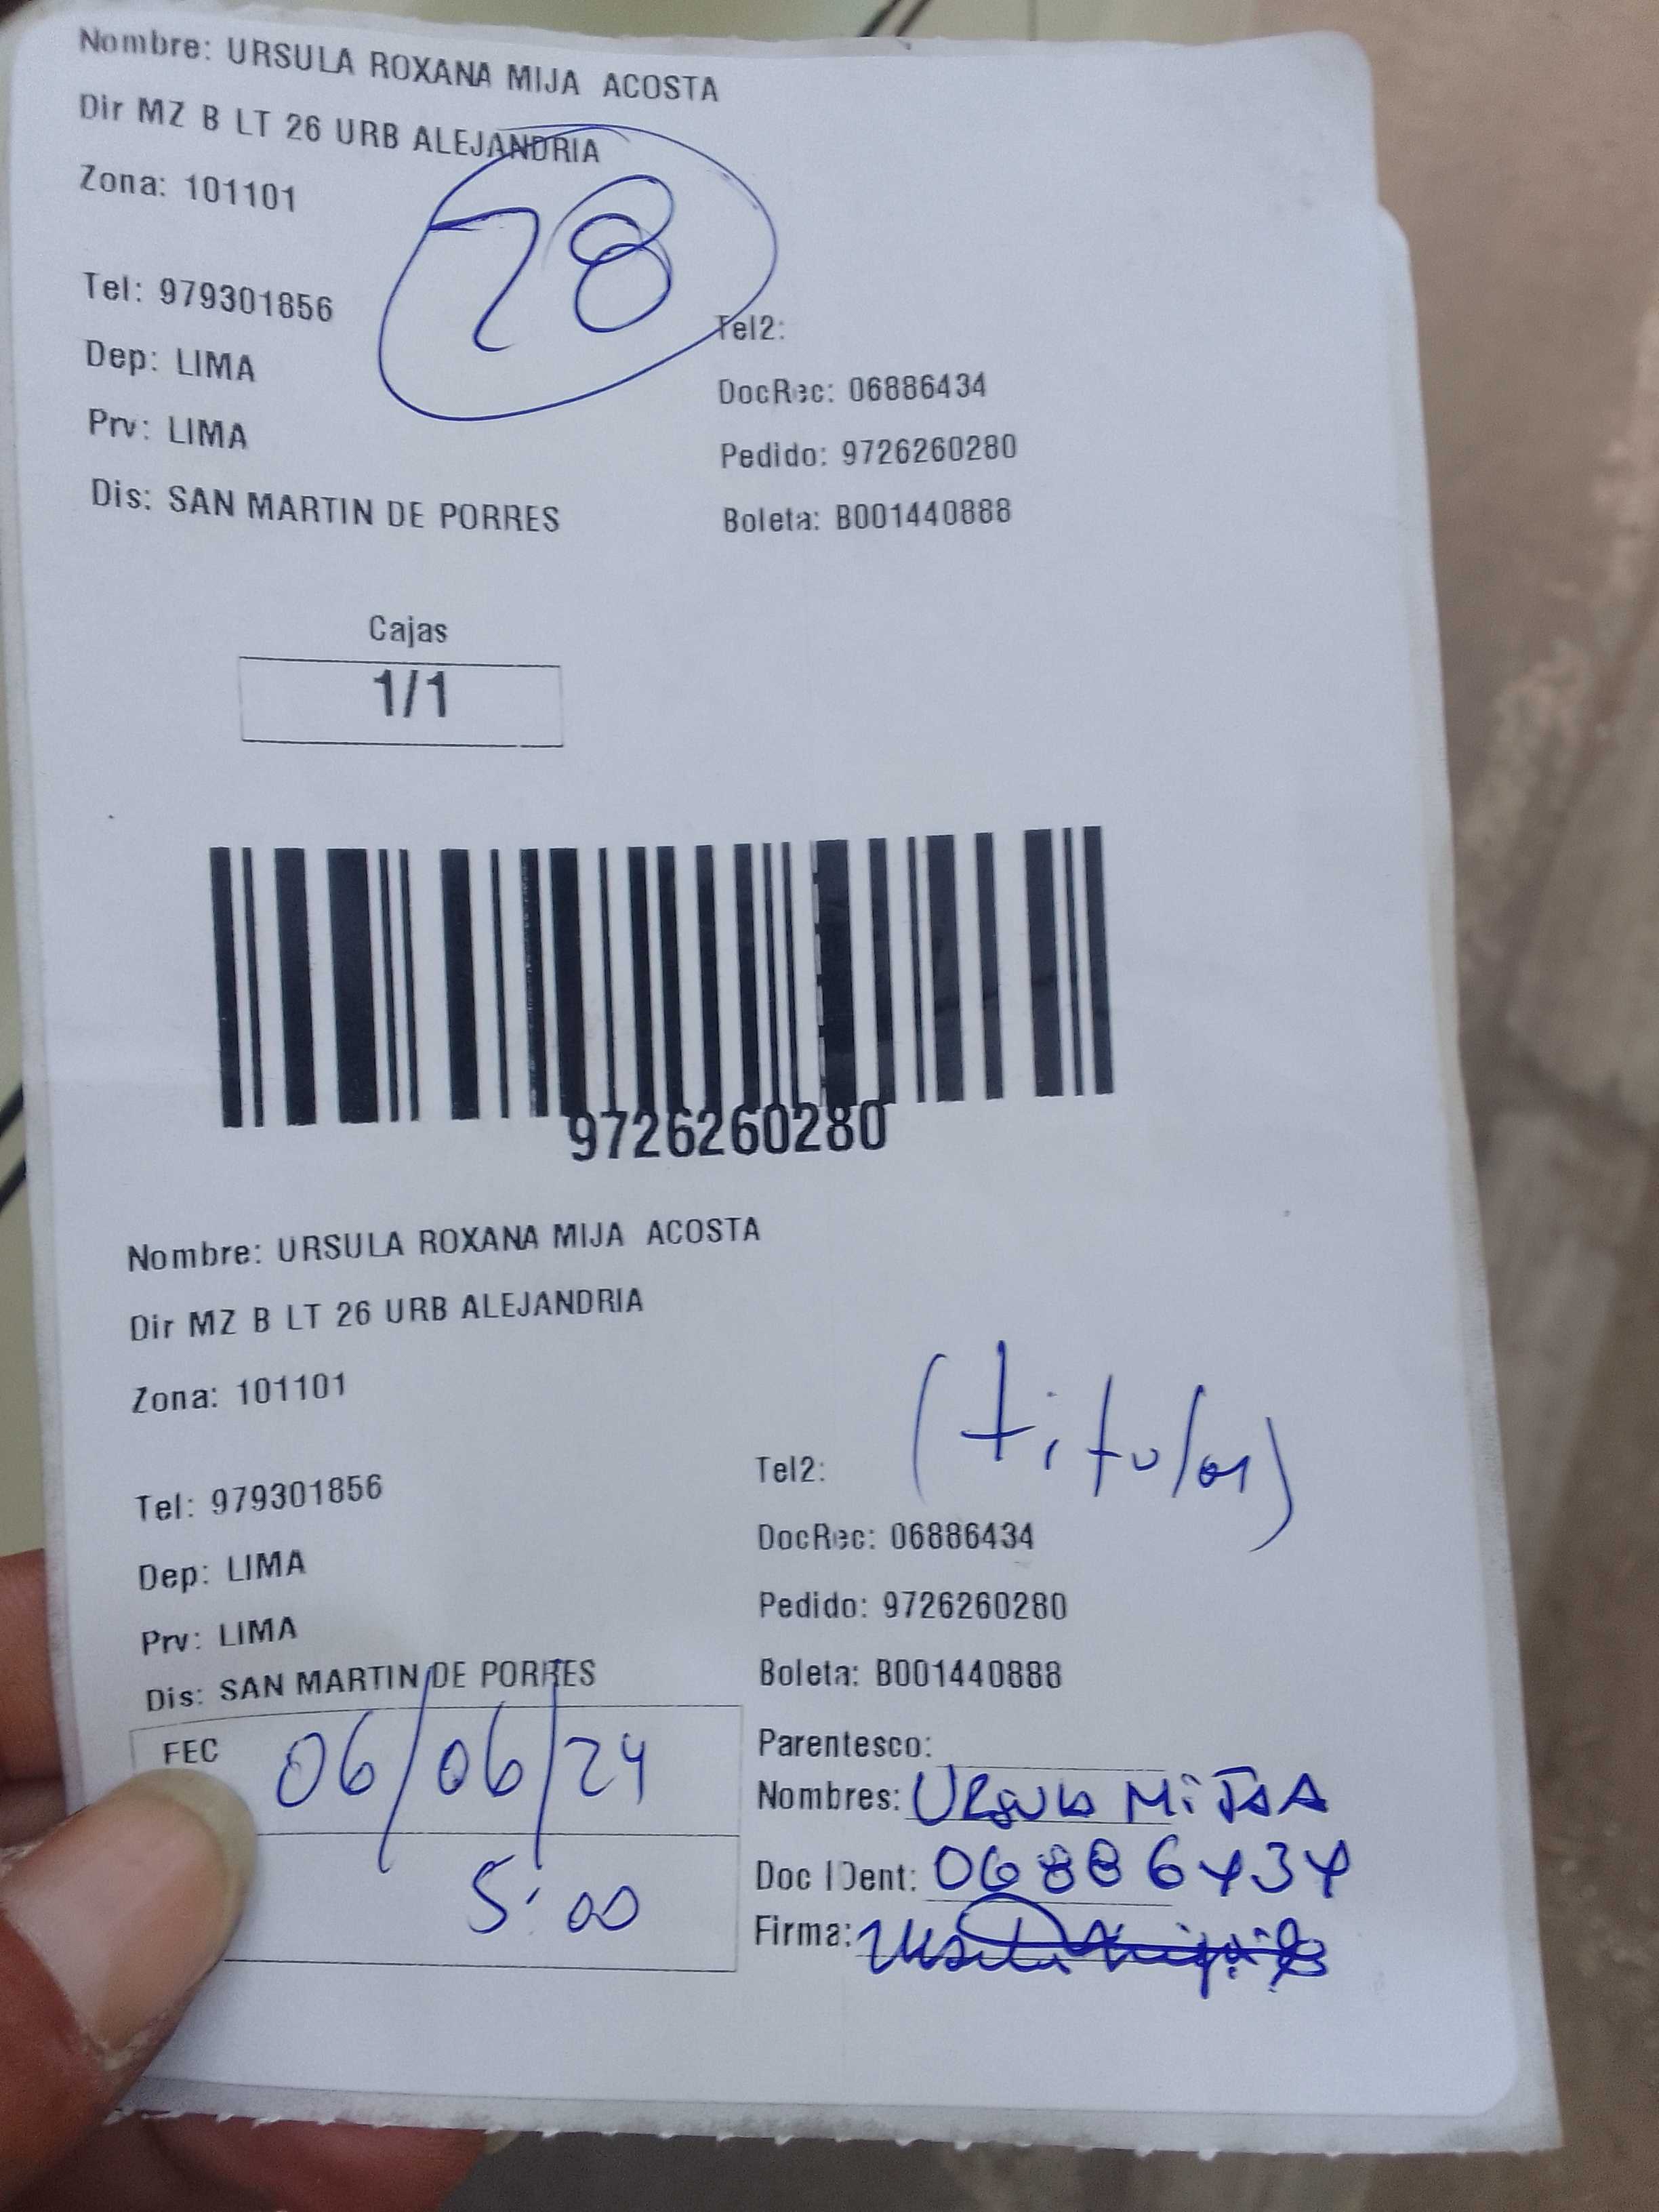 Nombre: URSULA ROXANA MIJA ACOSTA
Dir MZ B LT 26 URB ALEJANDRIA
Zona: 101101
78
Tel: 979301856
Tel2:
Dep: LIMA
DocRec: 06886434
Prv: LIMA
Pedido: 9726260280
Dis: SAN MARTIN DE PORRES
Boleta: B001440888
Cajas
1/1
9726260280
Nombre: URSULA ROXANA MIJA ACOSTA
Dir MZ B LT 26 URB ALEJANDRIA
Zona: 101101
(titular)
Tel: 979301856
Tel2:
Dep: LIMA
DocRec: 06886434
Prv: LIMA
Pedido: 9726260280
Dis: SAN MARTIN DE PORRES
Boleta: B001440888
FEC 06/06/24
Parentesco:
Nombres: URSULA MIJA
5:00
Doc IDent: 06886434
Firma: